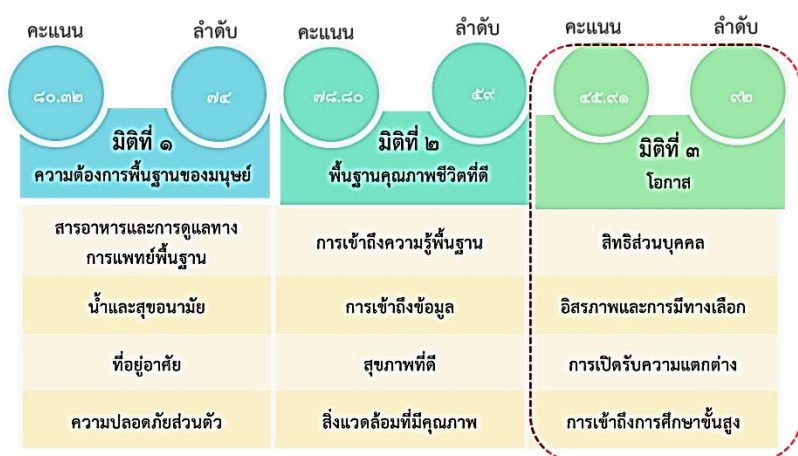 คะแนน ลำดับ
๘๐.๓๒ ๗๔
มิติที่ ๑
ความต้องการพื้นฐานของมนุษย์
สารอาหารและการดูแลทาง
การแพทย์พื้นฐาน
น้ำและสุขอนามัย
ที่อยู่อาศัย
ความปลอดภัยส่วนตัว
คะแนน ลำดับ
๗๘.๘๐ ๕๙
มิติที่ ๒
พื้นฐานคุณภาพชีวิตที่ดี
การเข้าถึงความรู้พื้นฐาน
การเข้าถึงข้อมูล
สุขภาพที่ดี
สิ่งแวดล้อมที่มีคุณภาพ
คะแนน ลำดับ
๔๕.๙๑ ๙๒
มิติที่ ๓
โอกาส
สิทธิส่วนบุคคล
อิสรภาพและการมีทางเลือก
การเปิดรับความแตกต่าง
การเข้าถึงการศึกษาขั้นสูง